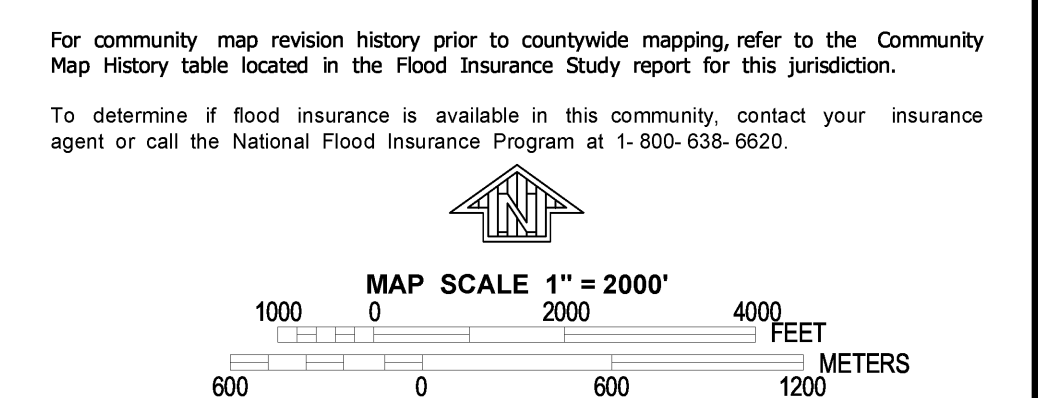 For community map revision history prior to countywide mapping, refer to the Community
Map History table located in the Flood Insurance Study report for this jurisdiction.
To determine if flood insurance is available in this community, contact your insurance
agent or call the National Flood Insurance Program at 1- 800- 638- 6620.
N
MAP SCALE 1" = 2000'
1000 0 2000 4000
FEET
METERS
600 0 600 1200